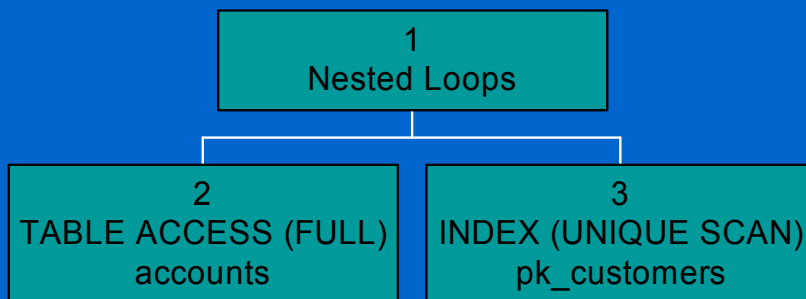 1
Nested Loops
2
TABLE ACCESS (FULL)
accounts
3
INDEX (UNIQUE SCAN)
pk_customers